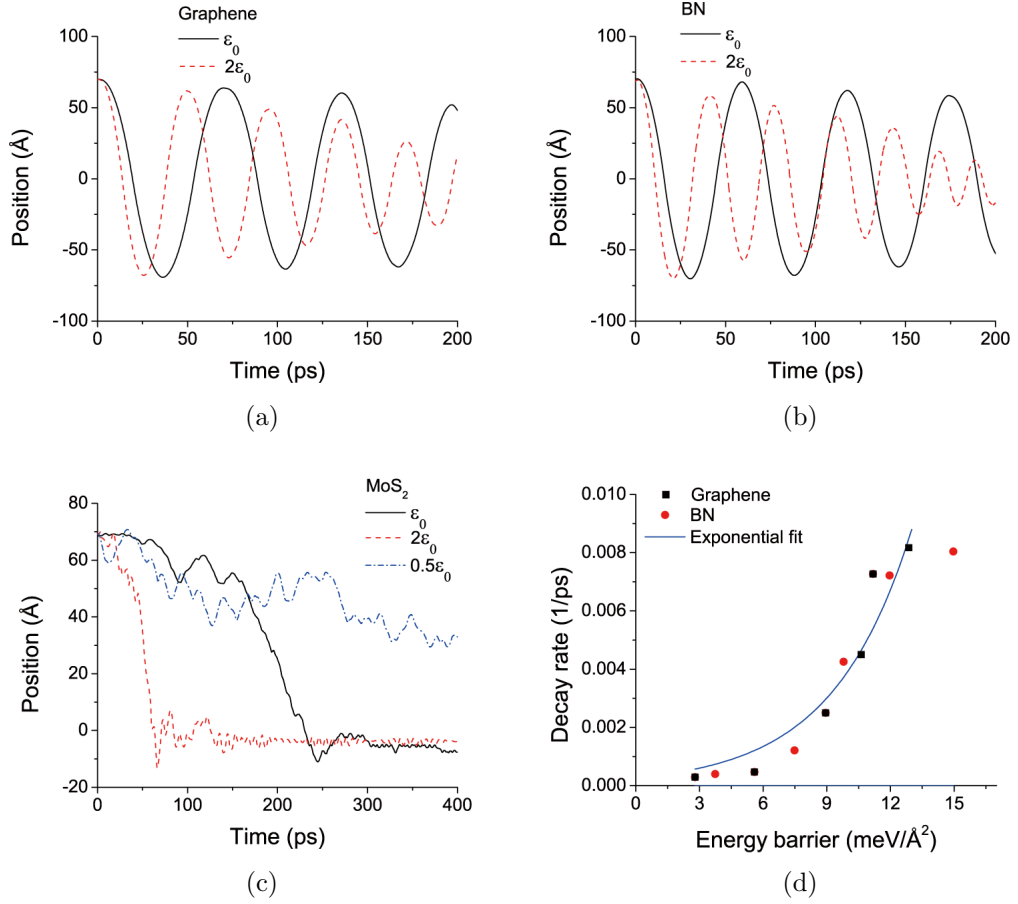 Graphene
ε0
2ε0
100
50
0
-50
-100
Position (Å)
0 50 100 150 200
Time (ps)
(a)
BN
ε0
2ε0
100
50
0
-50
-100
Position (Å)
0 50 100 150 200
Time (ps)
(b)
MoS2
ε0
2ε0
0.5ε0
80
60
40
20
0
-20
Position (Å)
0 100 200 300 400
Time (ps)
(c)
Graphene
BN
Exponential fit
0.010
0.008
0.006
0.004
0.002
0.000
Decay rate (1/ps)
3 6 9 12 15
Energy barrier (meV/Å²)
(d)